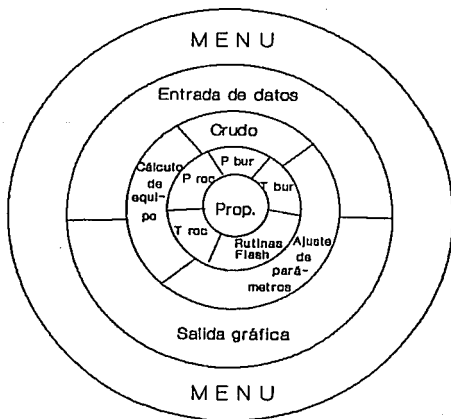 MENU
Entrada de datos
Crudo
P bur
Cálculo
de
equi-
po
P roc
T bur
Prop.
T roc
Rutinas
Flash
Ajuste
de
pará-
metros
Salida gráfica
MENU